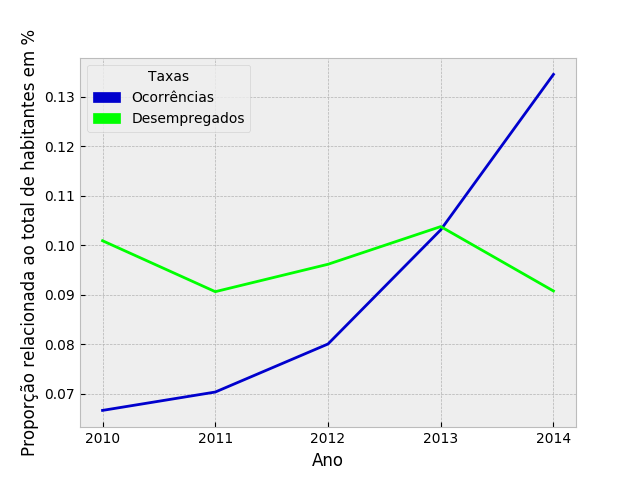 Proporção relacionada ao total de habitantes em %
Taxas
Ocorrências
Desempregados
0.13
0.12
0.11
0.10
0.09
0.08
0.07
2010 2011 2012 2013 2014
Ano